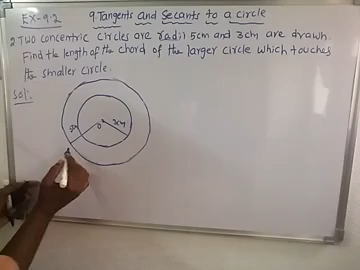 EX-9.2
9.Tangents and Secants to a circle
2.Two concentric circles are radii 5cm and 3cm are drawn.
Find the length of the chord of the larger circle which touches
the smaller circle.
Sol:
3cm
O
A